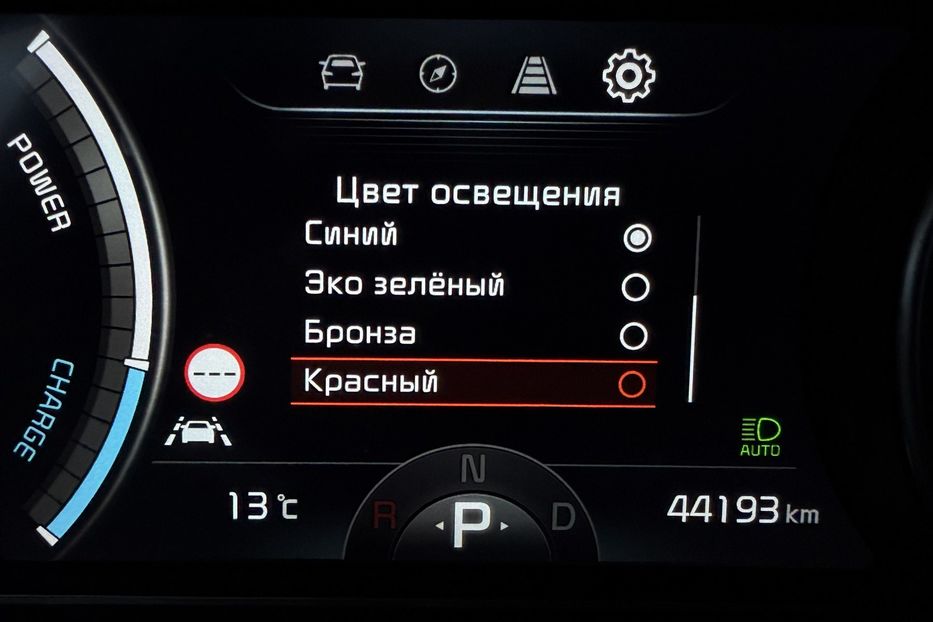 POWER
CHARGE
Цвет освещения
Синий
Эко зелёный
Бронза
Красный
---
AUTO
13 °C
R
N
P
D
44193 km